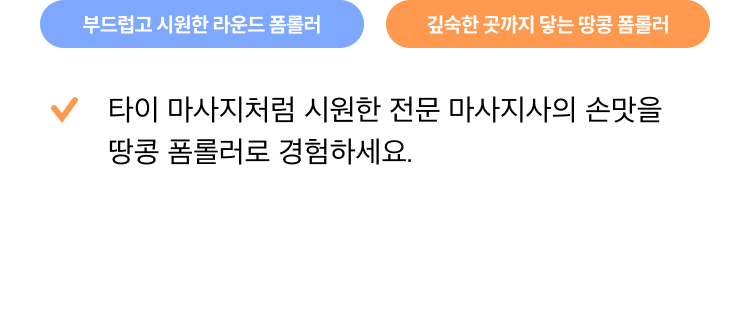 부드럽고 시원한 라운드 폼롤러
깊숙한 곳까지 닿는 땅콩 폼롤러
타이 마사지처럼 시원한 전문 마사지사의 손맛을
땅콩 폼롤러로 경험하세요.